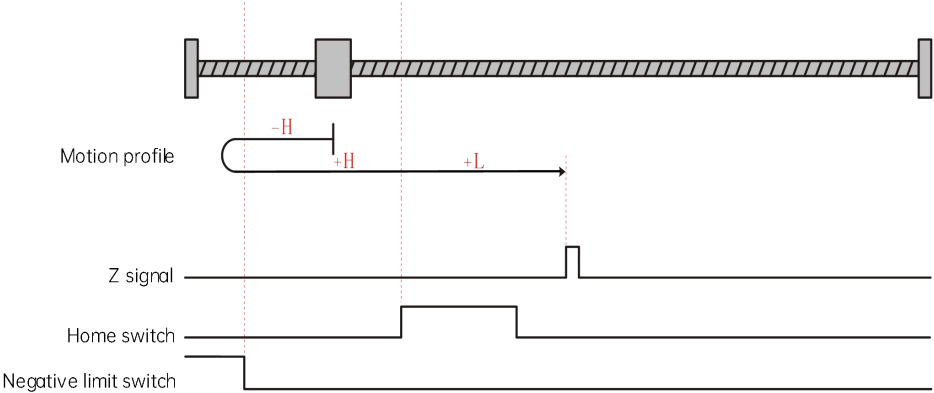 –H
Motion profile
+H
+L
Z signal
Home switch
Negative limit switch